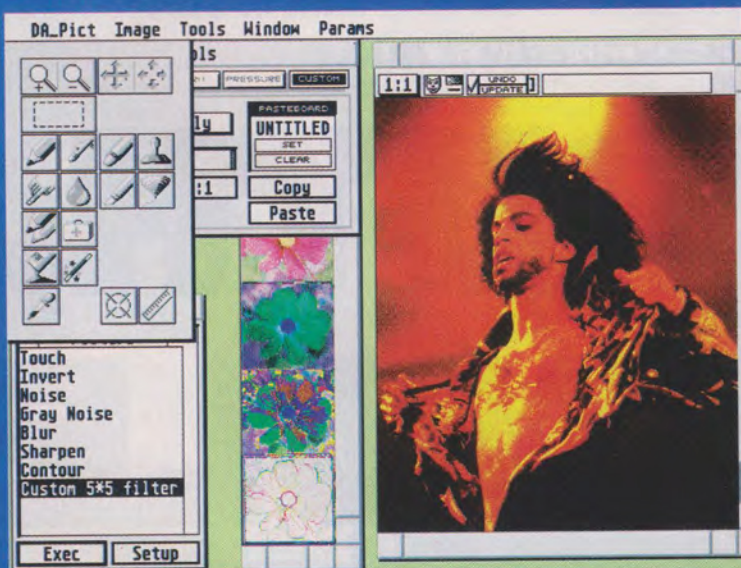 DA_Pict Image Tools Window Params
ols
PRESSURE CUSTOM
PASTEBOARD
UNTITLED
SET
CLEAR
Copy
Paste
ly
:1
1:1 UNDO
UPDATE
Touch
Invert
Noise
Gray Noise
Blur
Sharpen
Contour
Custom 5*5 filter
Exec Setup